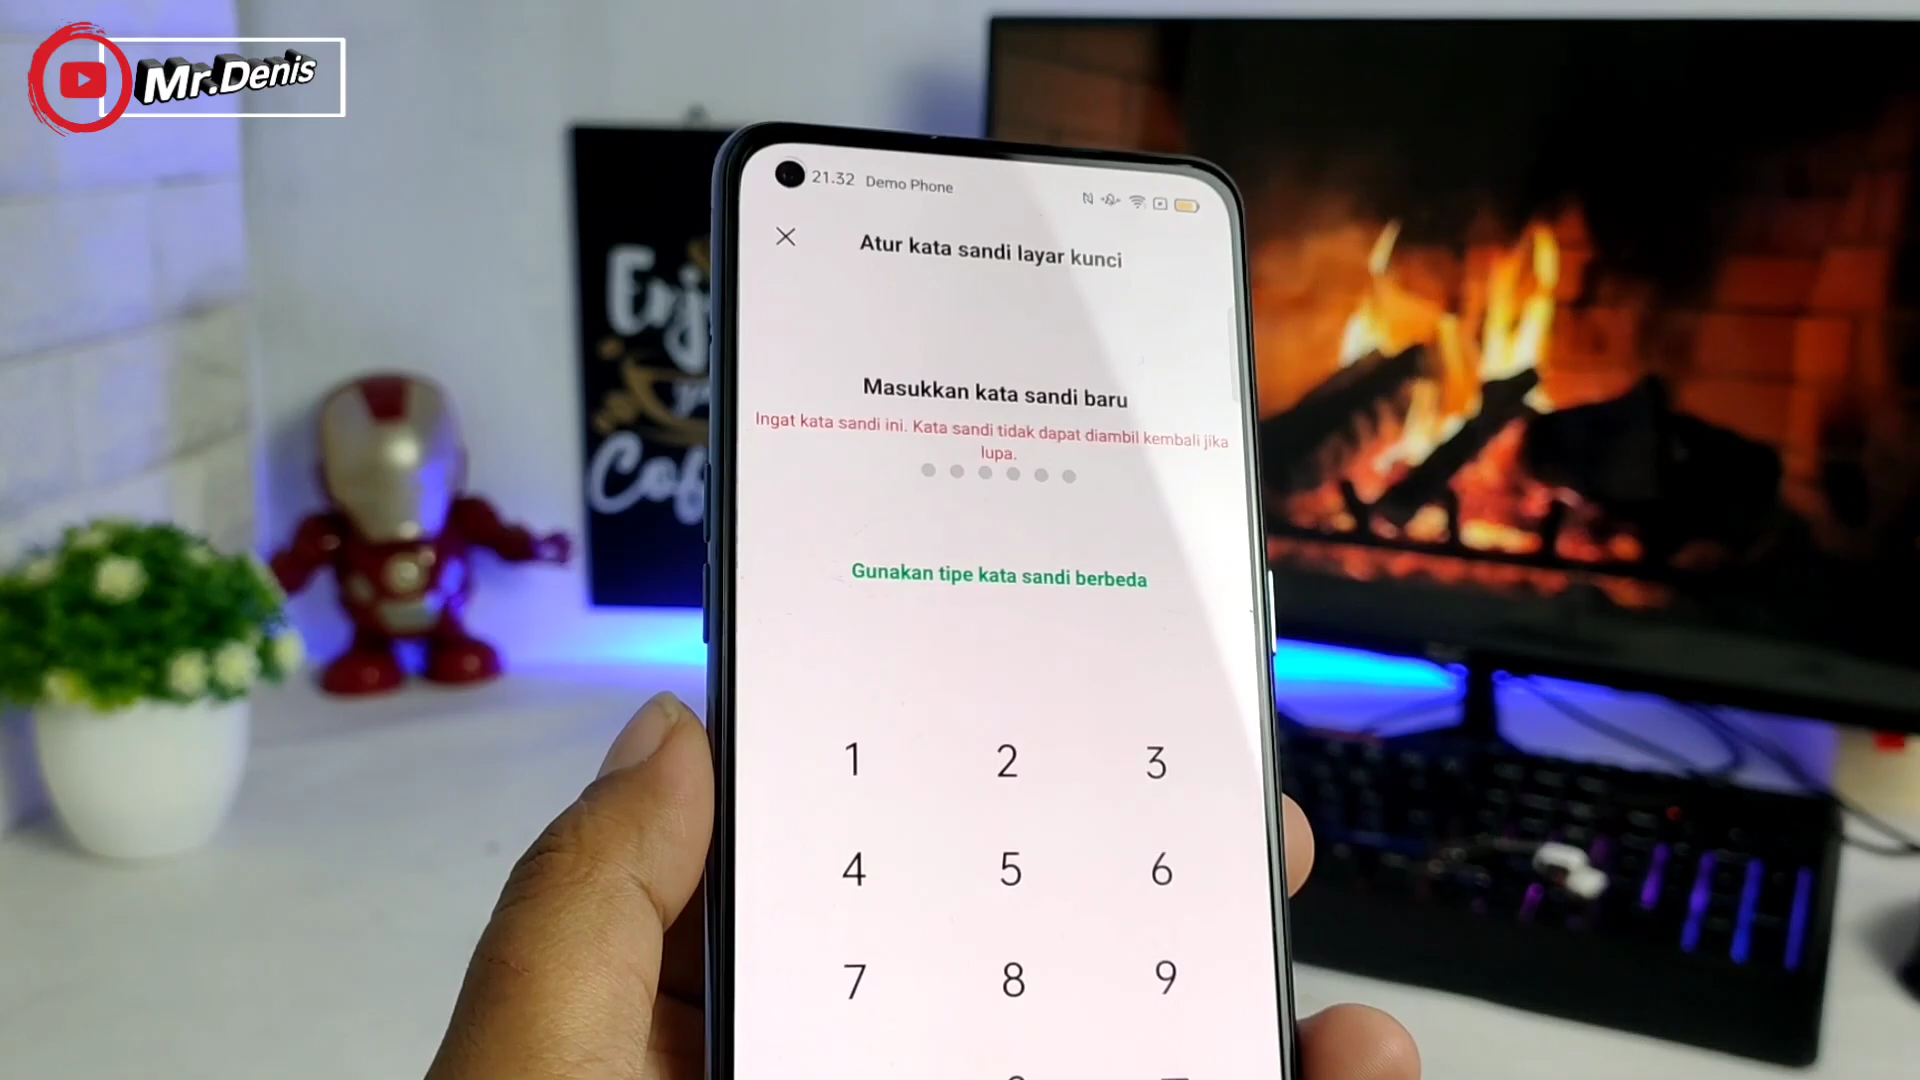 Mr.Denis
Enj
Cof
21.32 Demo Phone
Atur kata sandi layar kunci
Masukkan kata sandi baru
Ingat kata sandi ini. Kata sandi tidak dapat diambil kembali jika
lupa.
Gunakan tipe kata sandi berbeda
1 2 3
4 5 6
7 8 9